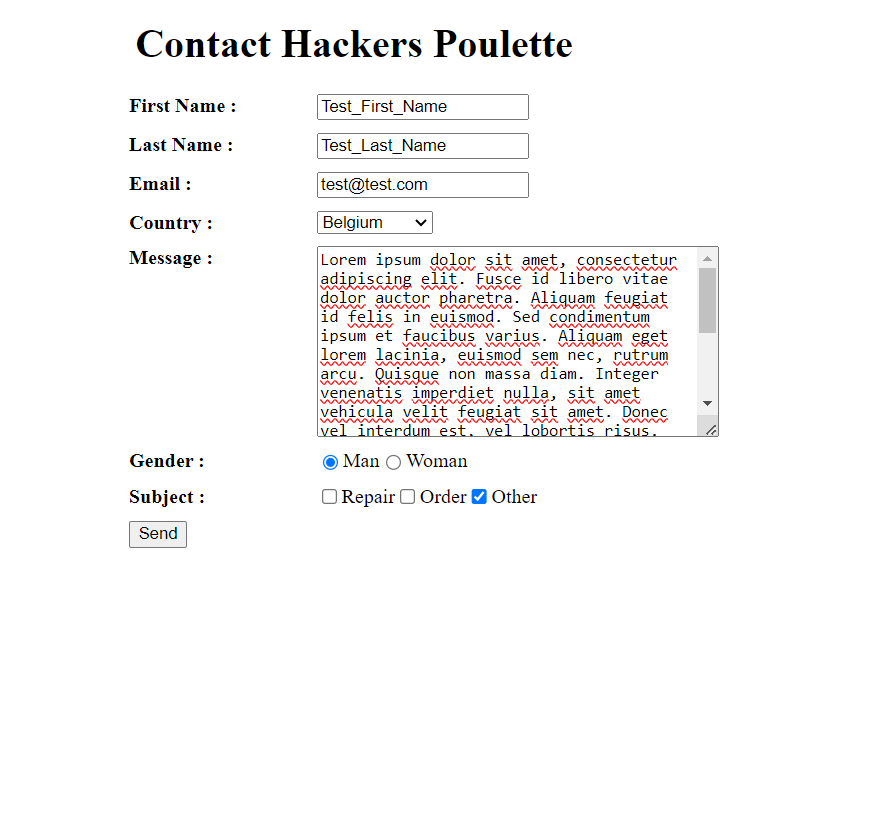 Contact Hackers Poulette
First Name : Test_First_Name
Last Name : Test_Last_Name
Email : test@test.com
Country : Belgium
Message : Lorem ipsum dolor sit amet, consectetur
adipiscing elit. Fusce id libero vitae
dolor auctor pharetra. Aliquam feugiat
id felis in euismod. Sed condimentum
ipsum et faucibus varius. Aliquam eget
lorem lacinia, euismod sem nec, rutrum
arcu. Quisque non massa diam. Integer
venenatis imperdiet nulla, sit amet
vehicula velit feugiat sit amet. Donec
vel interdum est, vel lobortis risus.
Gender : Man Woman
Subject : Repair Order Other
Send